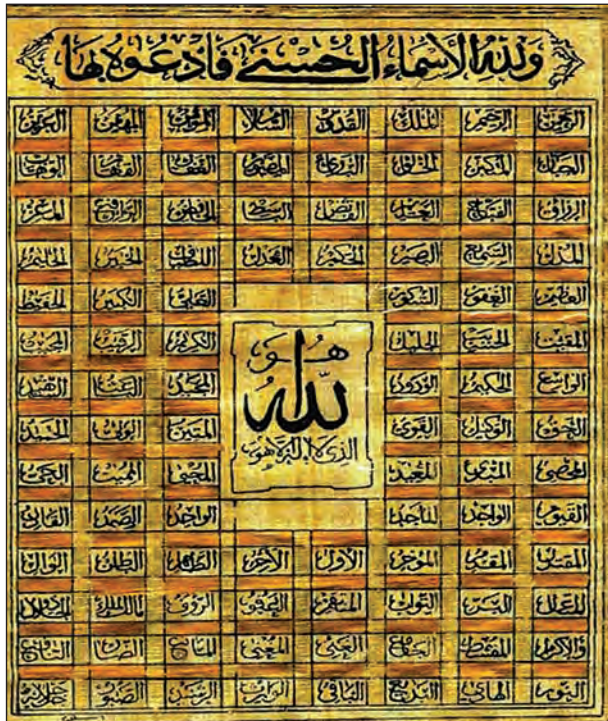 ولله الأسماء الحسنى فادعوه بها
الرحمن الرحيم الملك القدوس السلام المؤمن المهيمن العزيز
الجبار المتكبر الخالق البارئ المصور الغفار القهار الوهاب
الرزاق الفتاح العليم القابض الباسط الخافض الرافع المعز
المذل السميع البصير الحكم العدل اللطيف الخبير الحليم
العظيم الغفور الشكور العلي الكبير الحفيظ
المقيت الحسيب الجليل الكريم الرقيب المجيب
الواسع الحكيم الودود المجيد الباعث الشهيد
الحق الوكيل القوي المتين الولي الحميد
المحصي المبدئ المعيد المحيي المميت الحي
القيوم الواجد الماجد الواحد الصمد القادر
هو
الله
الذي لا إله إلا هو
المقتدر المقدم المؤخر الأول الآخر الظاهر الباطن الوالي
المتعال البر التواب المنتقم العفو الرؤوف مالك الملك ذو الجلال
والإكرام المقسط الجامع الغني المغني المانع الضار النافع
النور الهادي البديع الباقي الوارث الرشيد الصبور جل جلاله